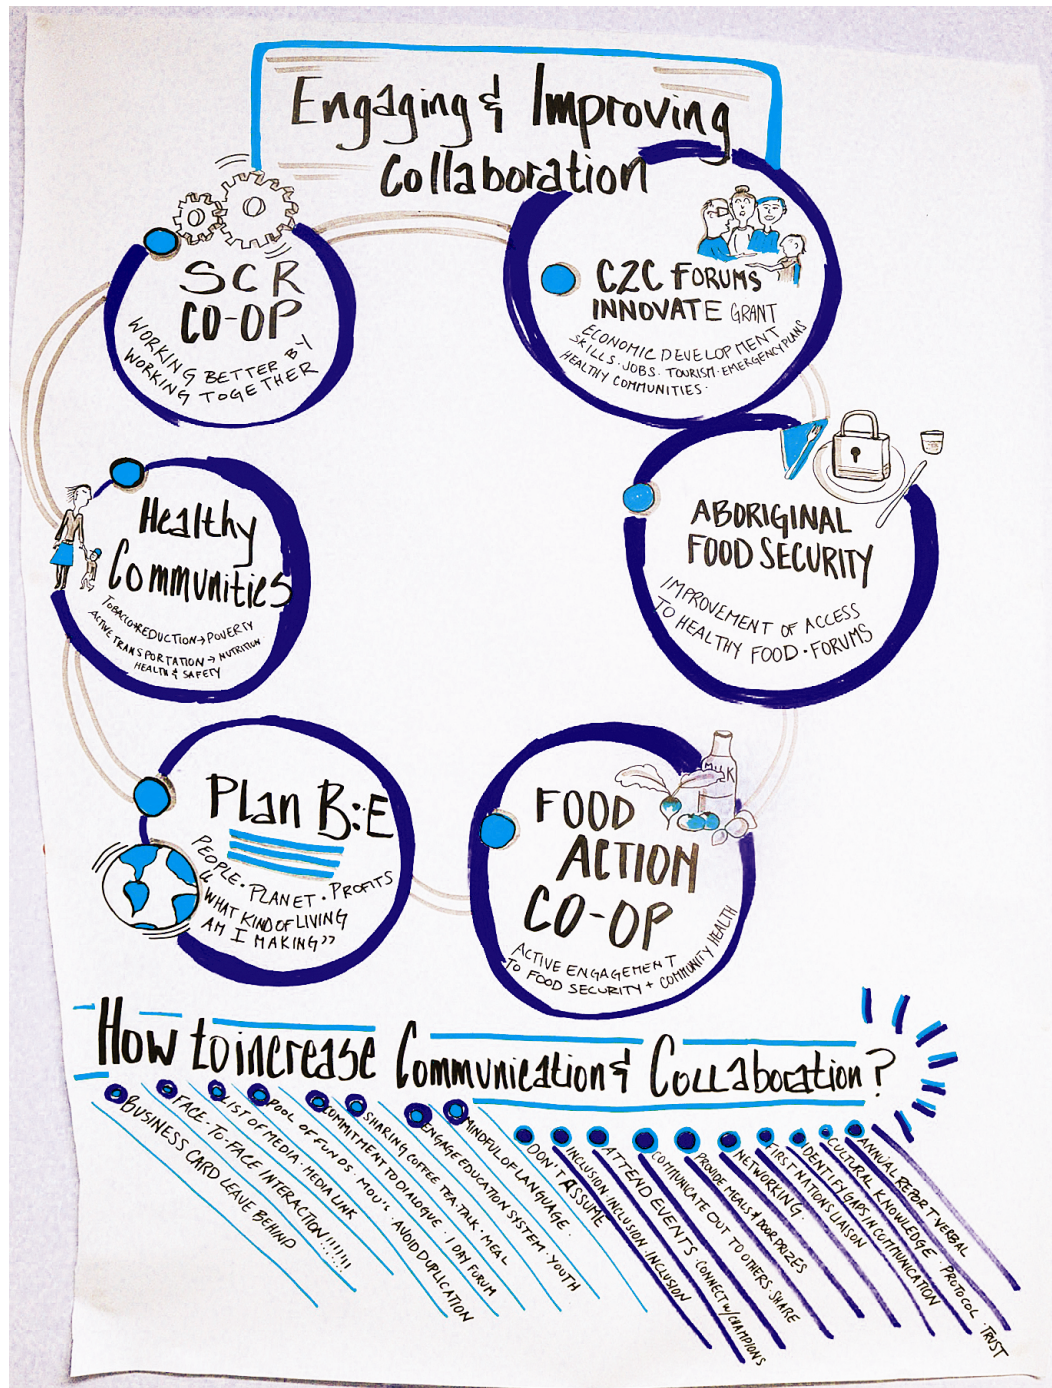 Engaging & Improving
Collaboration
SCR
CO-OP
WORKING BETTER BY
WORKING TOGETHER
C2C FORUMS
INNOVATE GRANT
ECONOMIC DEVELOPMENT
SKILLS · JOBS · TOURISM · EMERGENCY PLANS
HEALTHY COMMUNITIES ·
ABORIGINAL
FOOD SECURITY
IMPROVEMENT OF ACCESS
TO HEALTHY FOOD · FORUMS
Healthy
Communities
TOBACCO→REDUCTION→POVERTY
ACTIVE TRANSPORTATION → NUTRITION
HEALTH & SAFETY
Plan B:E
PEOPLE · PLANET · PROFITS
"WHAT KIND OF LIVING
AM I MAKING"
MILK
FOOD
ACTION
CO-OP
ACTIVE ENGAGEMENT
TO FOOD SECURITY + COMMUNITY HEALTH
How to increase Communication & Collaboration?
BUSINESS CARD LEAVE BEHIND
FACE-TO-FACE INTERACTION!!!!!!!
LIST OF MEDIA · MEDIA LINK
POOL OF FUNDS · MOU'S · AVOID DUPLICATION
COMMITMENT TO DIALOGUE · 1 DAY FORUM
SHARING COFFEE TEA · TALK · MEAL
ENGAGE EDUCATION SYSTEM · YOUTH
MINDFUL OF LANGUAGE ·
DON'T ASSUME
INCLUSION · INCLUSION · INCLUSION
ATTEND EVENTS · CONNECT W/CHAMPIONS
COMMUNICATE OUT TO OTHERS · SHARE
PROVIDE MEALS & DOOR PRIZES
NETWORKING ·
FIRST NATIONS LIAISON
IDENTIFY GAPS IN COMMUNICATION
CULTURAL KNOWLEDGE · PROTOCOL · TRUST
ANNUAL REPORT · VERBAL